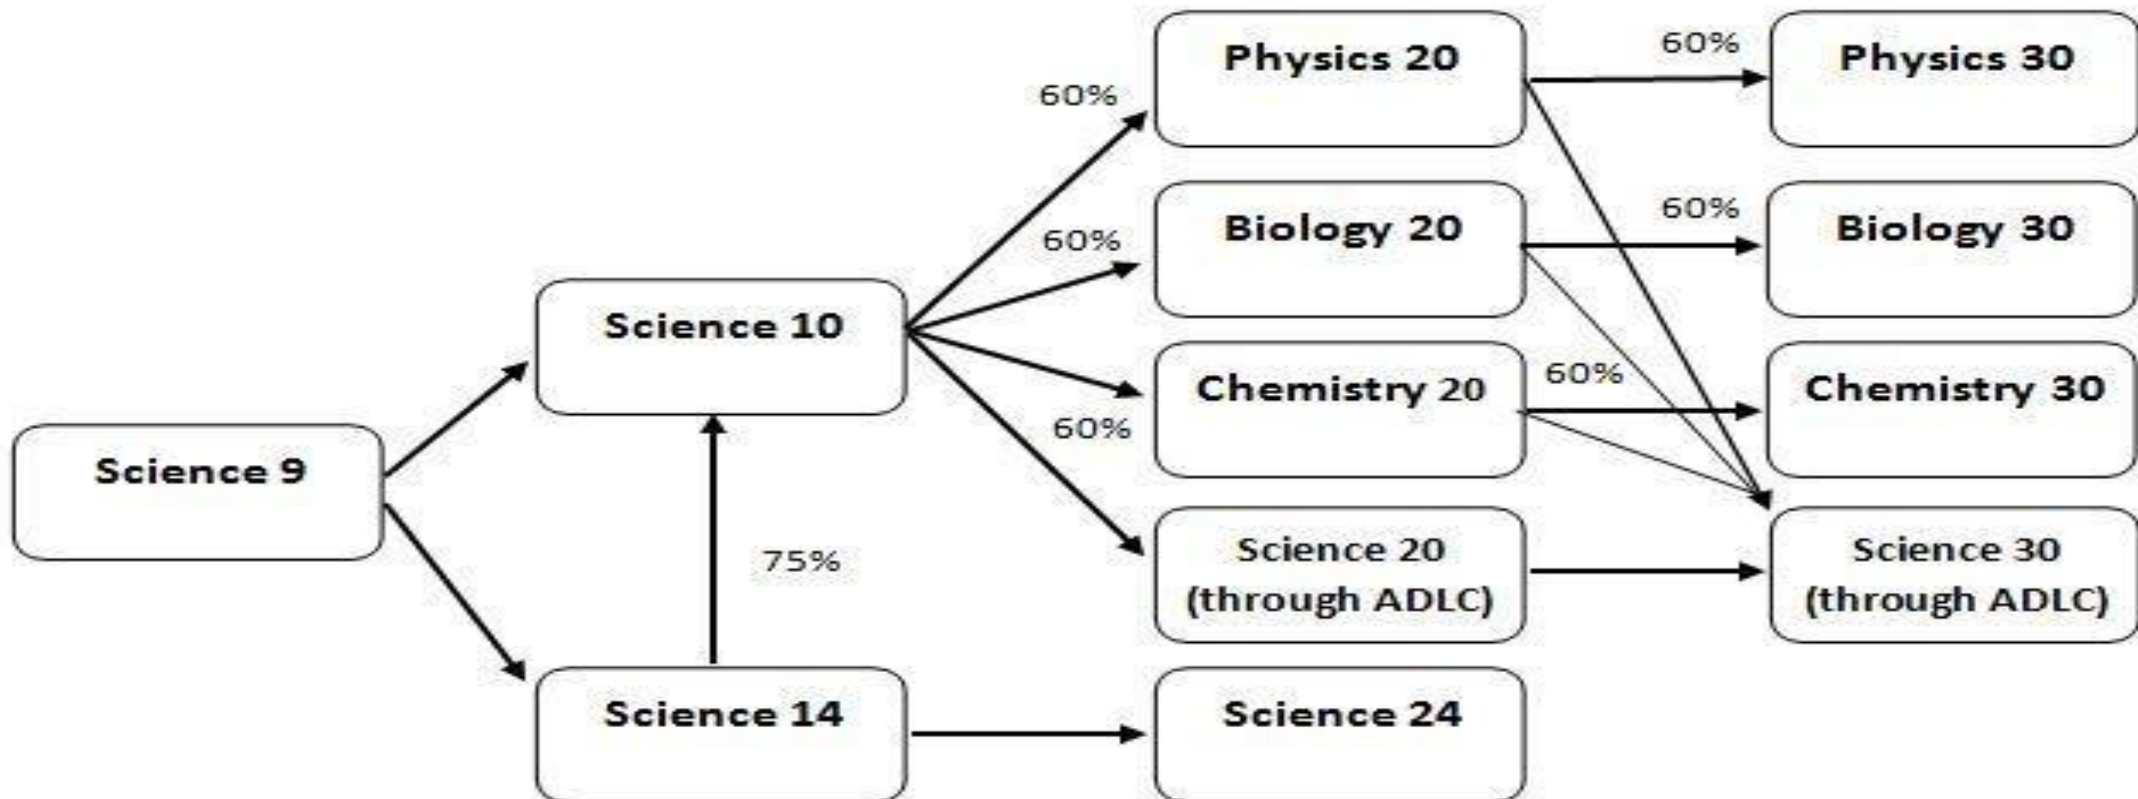 Physics 20
60%
Physics 30
60%
Biology 20
60%
Biology 30
60%
Science 10
Chemistry 20
60%
Chemistry 30
60%
Science 9
Science 20
(through ADLC)
Science 30
(through ADLC)
75%
Science 14
Science 24